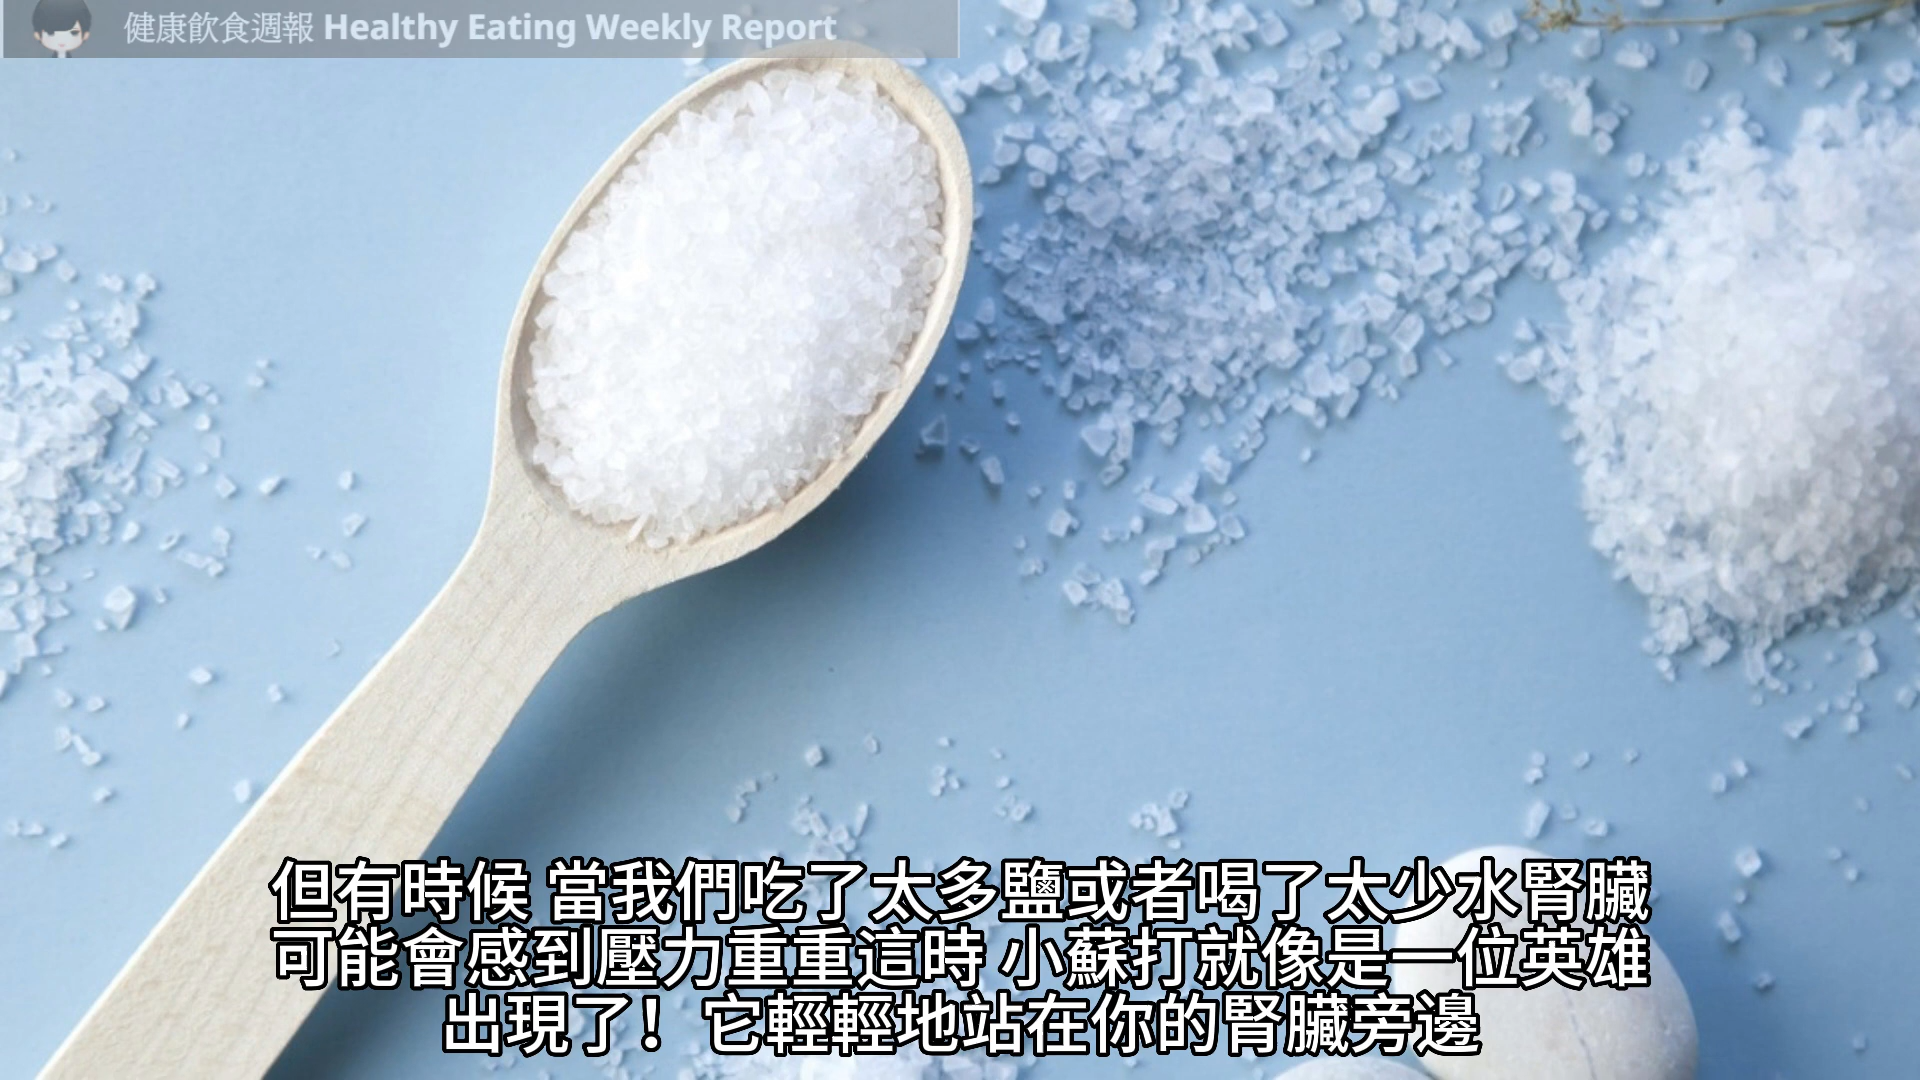 健康飲食週報 Healthy Eating Weekly Report
但有時候 當我們吃了太多鹽或者喝了太少水腎臟
可能會感到壓力重重這時 小蘇打就像是一位英雄
出現了！它輕輕地站在你的腎臟旁邊